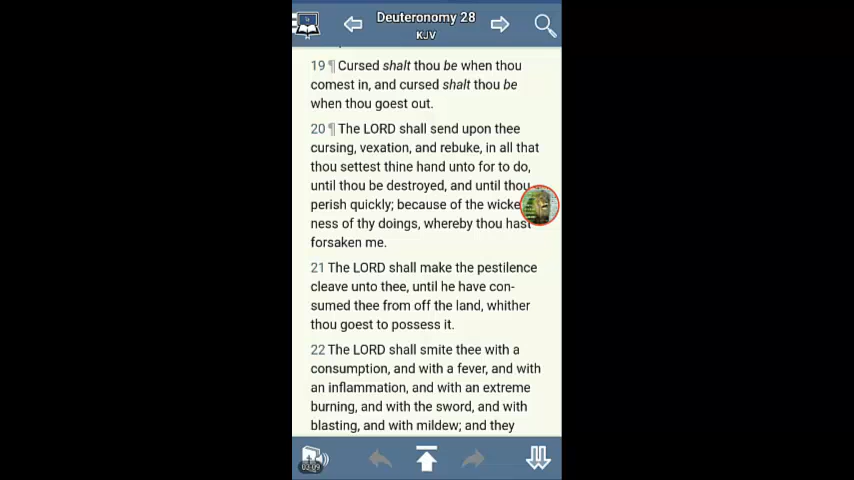 Deuteronomy 28
KJV
19 ¶ Cursed shalt thou be when thou
comest in, and cursed shalt thou be
when thou goest out.
20 ¶ The LORD shall send upon thee
cursing, vexation, and rebuke, in all that
thou settest thine hand unto for to do,
until thou be destroyed, and until thou
perish quickly; because of the wicke
ness of thy doings, whereby thou hast
forsaken me.
21 The LORD shall make the pestilence
cleave unto thee, until he have con-
sumed thee from off the land, whither
thou goest to possess it.
22 The LORD shall smite thee with a
consumption, and with a fever, and with
an inflammation, and with an extreme
burning, and with the sword, and with
blasting, and with mildew; and they
03:09